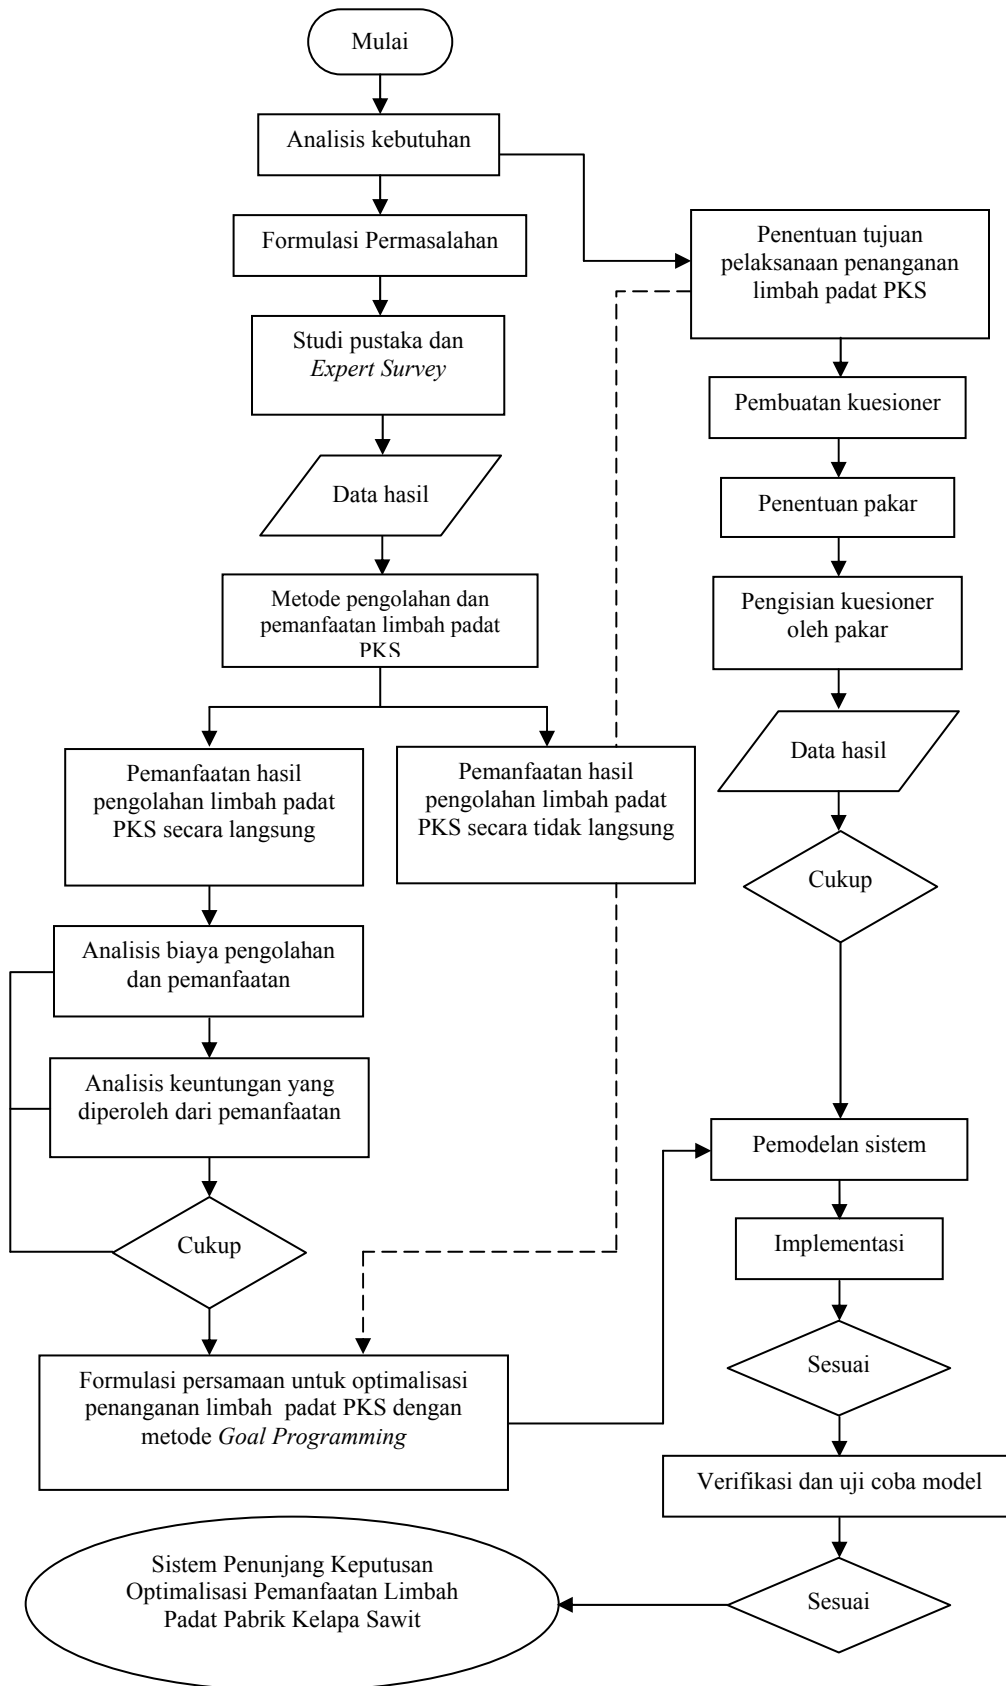 Mulai
Analisis kebutuhan
Formulasi Permasalahan
Studi pustaka dan
Expert Survey
Data hasil
Metode pengolahan dan
pemanfaatan limbah padat
PKS
Pemanfaatan hasil
pengolahan limbah padat
PKS secara langsung
Pemanfaatan hasil
pengolahan limbah padat
PKS secara tidak langsung
Analisis biaya pengolahan
dan pemanfaatan
Analisis keuntungan yang
diperoleh dari pemanfaatan
Cukup
Formulasi persamaan untuk optimalisasi
penanganan limbah padat PKS dengan
metode Goal Programming
Penentuan tujuan
pelaksanaan penanganan
limbah padat PKS
Pembuatan kuesioner
Penentuan pakar
Pengisian kuesioner
oleh pakar
Data hasil
Cukup
Pemodelan sistem
Implementasi
Sesuai
Verifikasi dan uji coba model
Sesuai
Sistem Penunjang Keputusan
Optimalisasi Pemanfaatan Limbah
Padat Pabrik Kelapa Sawit